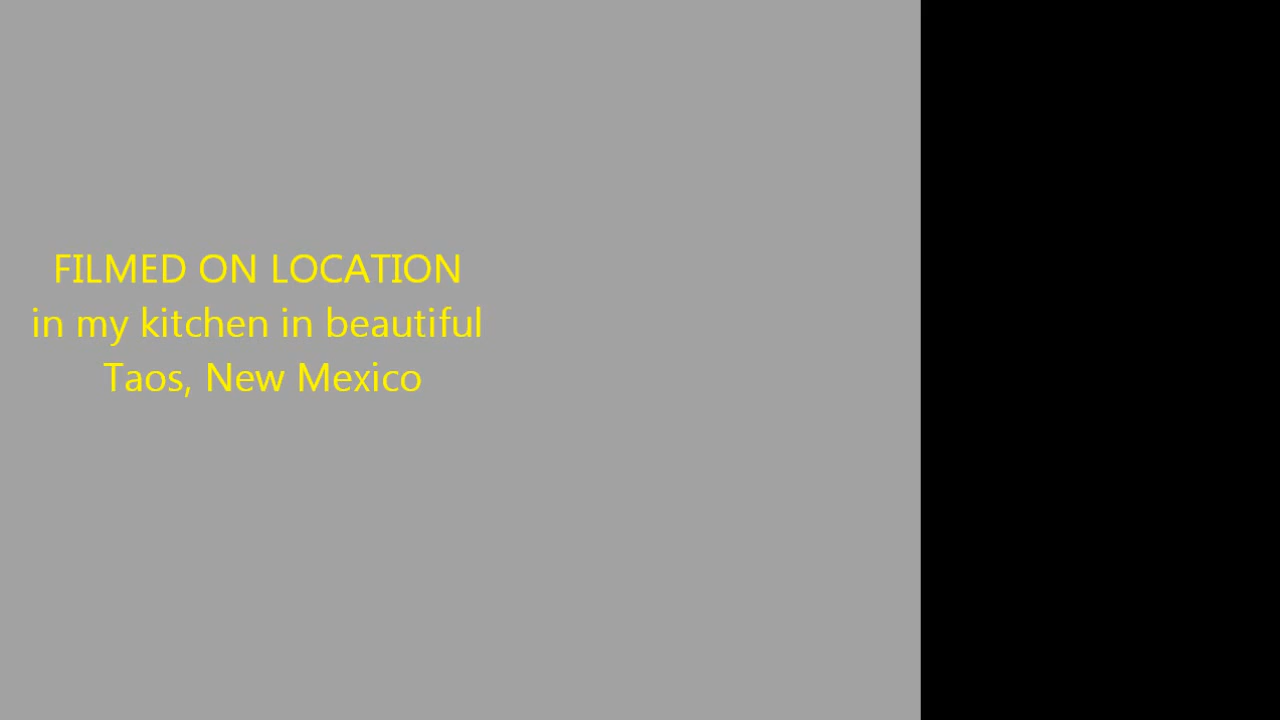 FILMED ON LOCATION
in my kitchen in beautiful
Taos, New Mexico